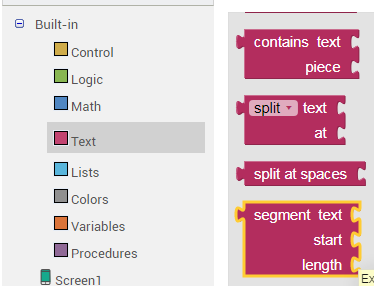 Built-in
Control
Logic
Math
Text
Lists
Colors
Variables
Procedures
Screen1
contains text
piece
split text
at
split at spaces
segment text
start
length
Ex